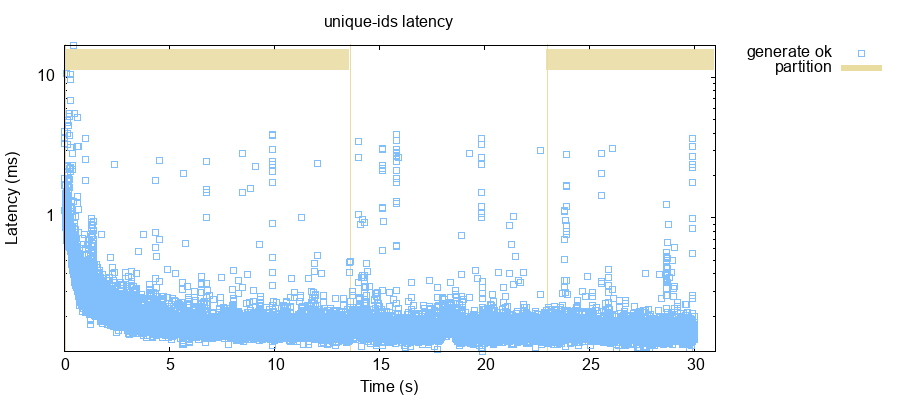 unique-ids latency
generate ok
partition
10
1
Latency (ms)
0 5 10 15 20 25 30
Time (s)